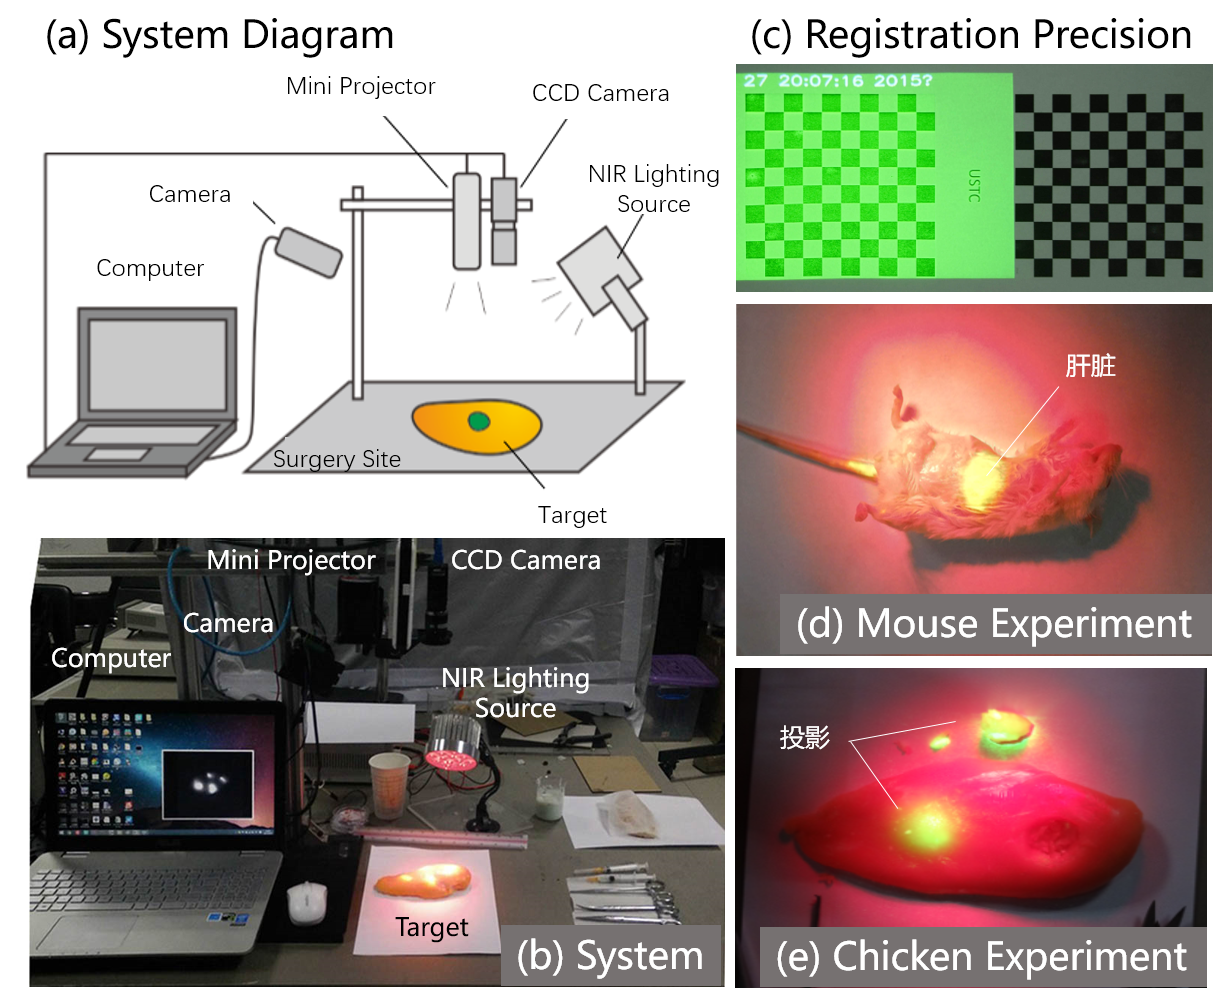 (a) System Diagram
Mini Projector
CCD Camera
NIR Lighting
Source
Camera
Computer
Surgery Site
Target
Mini Projector
CCD Camera
Camera
Computer
NIR Lighting
Source
Target
(b) System
(c) Registration Precision
27 20:07:16 2015?
USTC
肝脏
(d) Mouse Experiment
投影
(e) Chicken Experiment